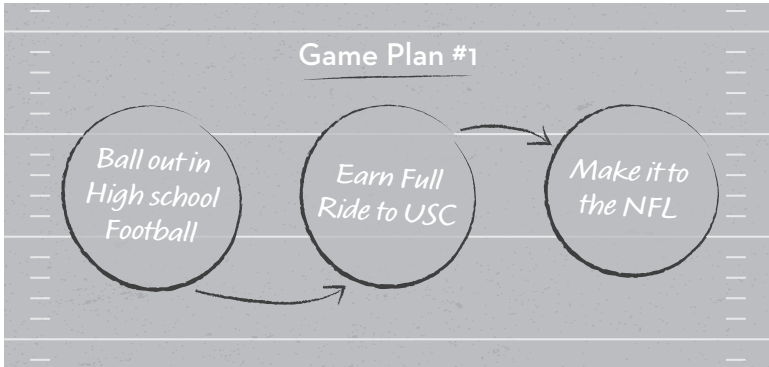 Game Plan #1
Ball out in
High school
Football
Earn Full
Ride to USC
Make it to
the NFL